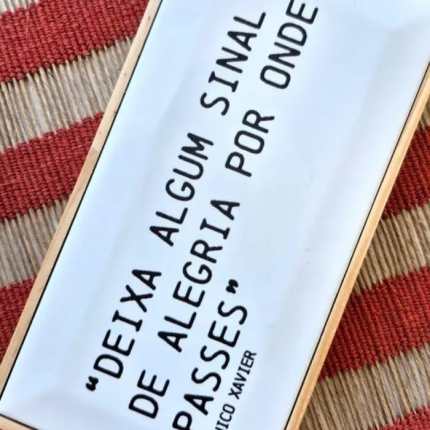 “DEIXA ALGUM SINAL
DE ALEGRIA POR ONDE
PASSES”
ICO XAVIER